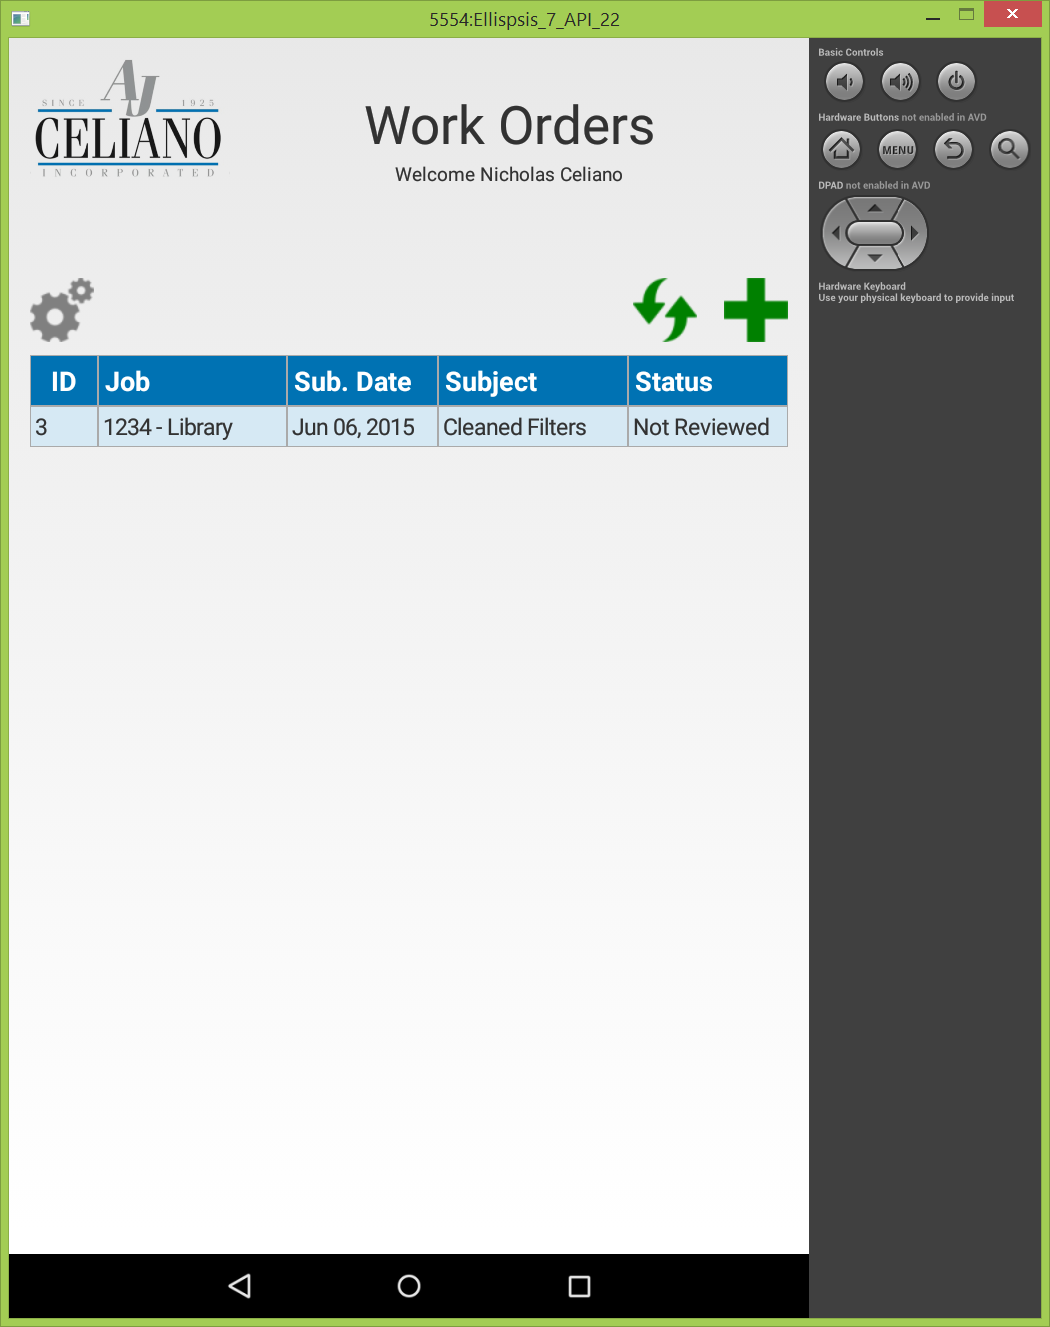 5554:Ellispsis_7_API_22
AJ
SINCE 1925
CELIANO
INCORPORATED
Work Orders
Welcome Nicholas Celiano
ID Job Sub. Date Subject Status
3 1234 - Library Jun 06, 2015 Cleaned Filters Not Reviewed
Basic Controls
Hardware Buttons not enabled in AVD
MENU
DPAD not enabled in AVD
Hardware Keyboard
Use your physical keyboard to provide input